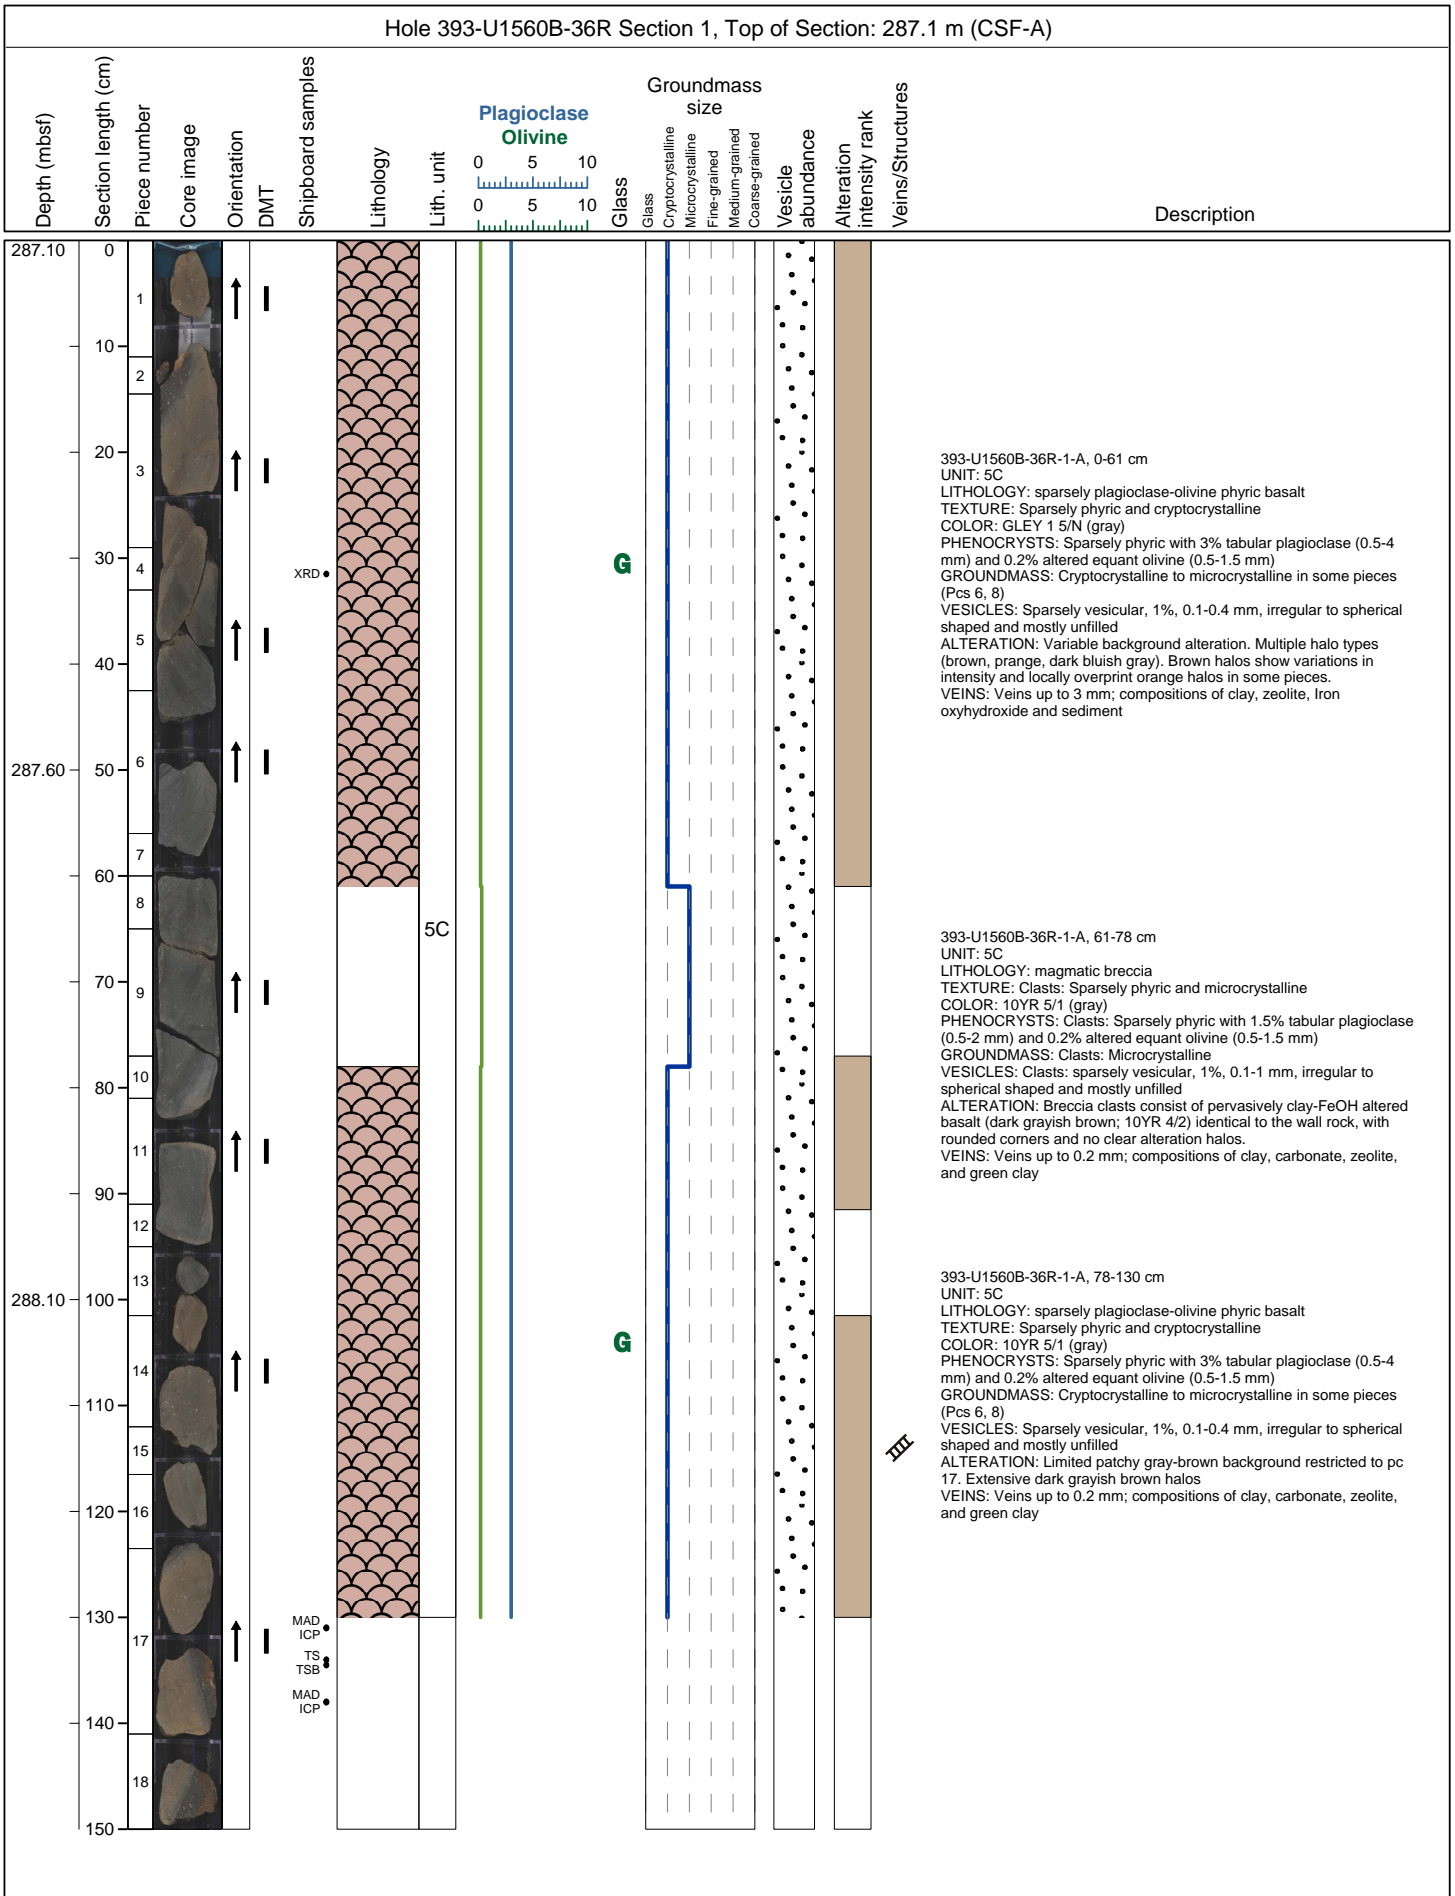 Hole 393-U1560B-36R Section 1, Top of Section: 287.1 m (CSF-A)
Depth (mbsf)
Section length (cm)
Piece number
Core image
Orientation
DMT
Shipboard samples
Lithology
Lith. unit
Plagioclase
Olivine
0 5 10
0 5 10
Glass
Groundmass
size
Glass
Cryptocrystalline
Microcrystalline
Fine-grained
Medium-grained
Coarse-grained
Vesicle
abundance
Alteration
intensity rank
Veins/Structures
Description
287.10
287.60
288.10
0
10
20
30
40
50
60
70
80
90
100
110
120
130
140
150
1
2
3
4
5
6
7
8
9
10
11
12
13
14
15
16
17
18
XRD
MAD
ICP
TS
TSB
MAD
ICP
5C
G
G
393-U1560B-36R-1-A, 0-61 cm
UNIT: 5C
LITHOLOGY: sparsely plagioclase-olivine phyric basalt
TEXTURE: Sparsely phyric and cryptocrystalline
COLOR: GLEY 1 5/N (gray)
PHENOCRYSTS: Sparsely phyric with 3% tabular plagioclase (0.5-4
mm) and 0.2% altered equant olivine (0.5-1.5 mm)
GROUNDMASS: Cryptocrystalline to microcrystalline in some pieces
(Pcs 6, 8)
VESICLES: Sparsely vesicular, 1%, 0.1-0.4 mm, irregular to spherical
shaped and mostly unfilled
ALTERATION: Variable background alteration. Multiple halo types
(brown, prange, dark bluish gray). Brown halos show variations in
intensity and locally overprint orange halos in some pieces.
VEINS: Veins up to 3 mm; compositions of clay, zeolite, Iron
oxyhydroxide and sediment
393-U1560B-36R-1-A, 61-78 cm
UNIT: 5C
LITHOLOGY: magmatic breccia
TEXTURE: Clasts: Sparsely phyric and microcrystalline
COLOR: 10YR 5/1 (gray)
PHENOCRYSTS: Clasts: Sparsely phyric with 1.5% tabular plagioclase
(0.5-2 mm) and 0.2% altered equant olivine (0.5-1.5 mm)
GROUNDMASS: Clasts: Microcrystalline
VESICLES: Clasts: sparsely vesicular, 1%, 0.1-1 mm, irregular to
spherical shaped and mostly unfilled
ALTERATION: Breccia clasts consist of pervasively clay-FeOH altered
basalt (dark grayish brown; 10YR 4/2) identical to the wall rock, with
rounded corners and no clear alteration halos.
VEINS: Veins up to 0.2 mm; compositions of clay, carbonate, zeolite,
and green clay
393-U1560B-36R-1-A, 78-130 cm
UNIT: 5C
LITHOLOGY: sparsely plagioclase-olivine phyric basalt
TEXTURE: Sparsely phyric and cryptocrystalline
COLOR: 10YR 5/1 (gray)
PHENOCRYSTS: Sparsely phyric with 3% tabular plagioclase (0.5-4
mm) and 0.2% altered equant olivine (0.5-1.5 mm)
GROUNDMASS: Cryptocrystalline to microcrystalline in some pieces
(Pcs 6, 8)
VESICLES: Sparsely vesicular, 1%, 0.1-0.4 mm, irregular to spherical
shaped and mostly unfilled
ALTERATION: Limited patchy gray-brown background restricted to pc
17. Extensive dark grayish brown halos
VEINS: Veins up to 0.2 mm; compositions of clay, carbonate, zeolite,
and green clay